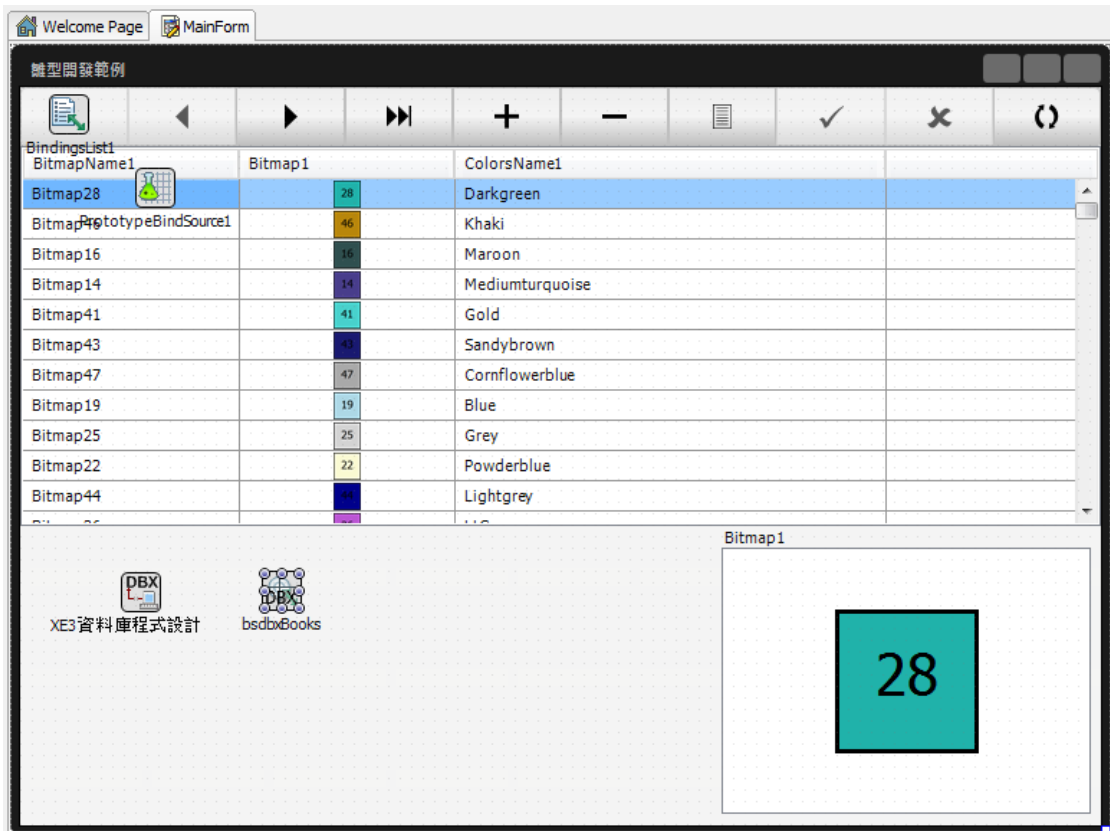 Welcome Page MainForm
雛型開發範例
BindingsList1
BitmapName1 Bitmap1 ColorsName1
Bitmap28 28 Darkgreen
PrototypeBindSource1
Bitmap46 46 Khaki
Bitmap16 16 Maroon
Bitmap14 14 Mediumturquoise
Bitmap41 41 Gold
Bitmap43 43 Sandybrown
Bitmap47 47 Cornflowerblue
Bitmap19 19 Blue
Bitmap25 25 Grey
Bitmap22 22 Powderblue
Bitmap44 Lightgrey
Bitmap1
DBX DBX
XE3資料庫程式設計 bsdbxBooks
28